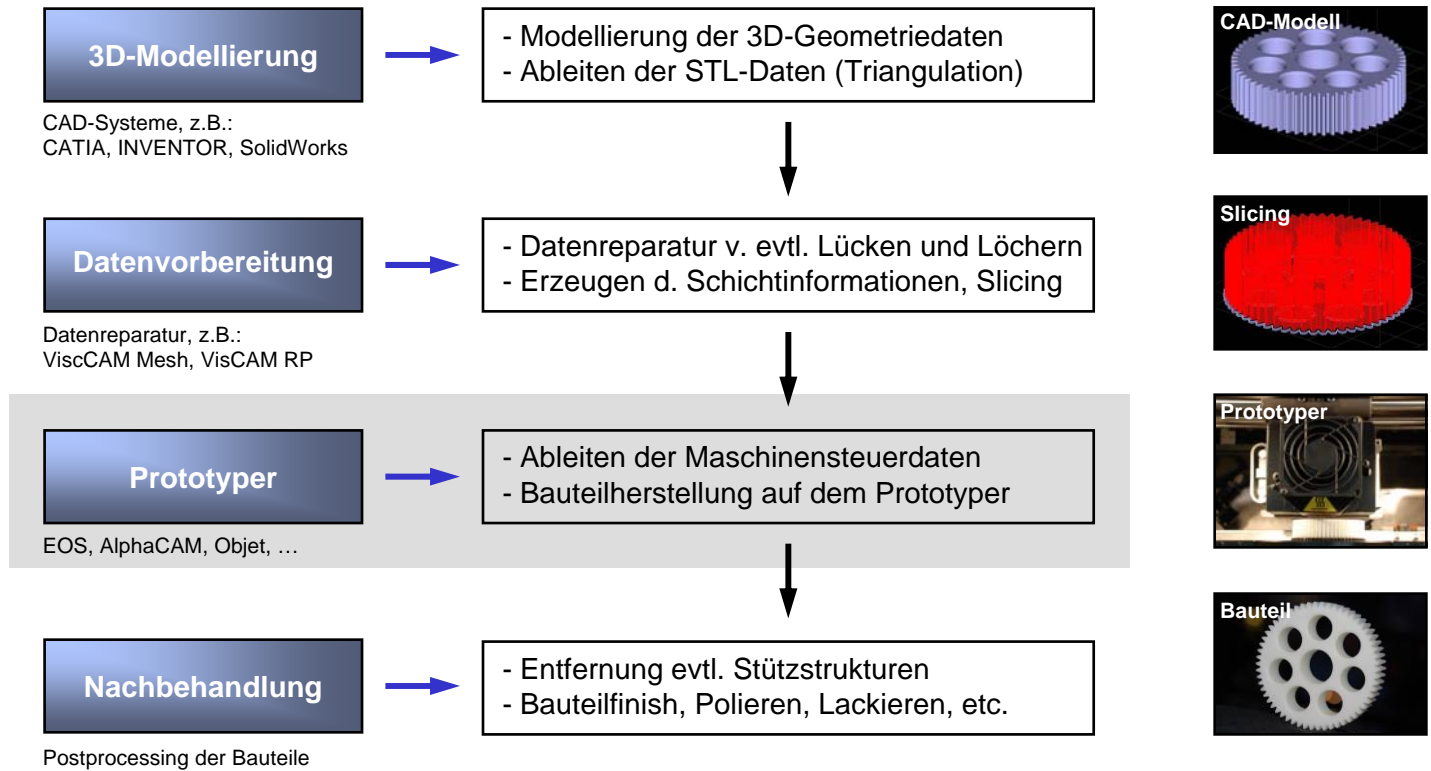 3D-Modellierung
- Modellierung der 3D-Geometriedaten
- Ableiten der STL-Daten (Triangulation)
CAD-Modell
CAD-Systeme, z.B.:
CATIA, INVENTOR, SolidWorks
Datenvorbereitung
- Datenreparatur v. evtl. Lücken und Löchern
- Erzeugen d. Schichtinformationen, Slicing
Slicing
Datenreparatur, z.B.:
ViscCAM Mesh, VisCAM RP
Prototyper
- Ableiten der Maschinensteuerdaten
- Bauteilherstellung auf dem Prototyper
Prototyper
EOS, AlphaCAM, Objet, …
Nachbehandlung
- Entfernung evtl. Stützstrukturen
- Bauteilfinish, Polieren, Lackieren, etc.
Bauteil
Postprocessing der Bauteile